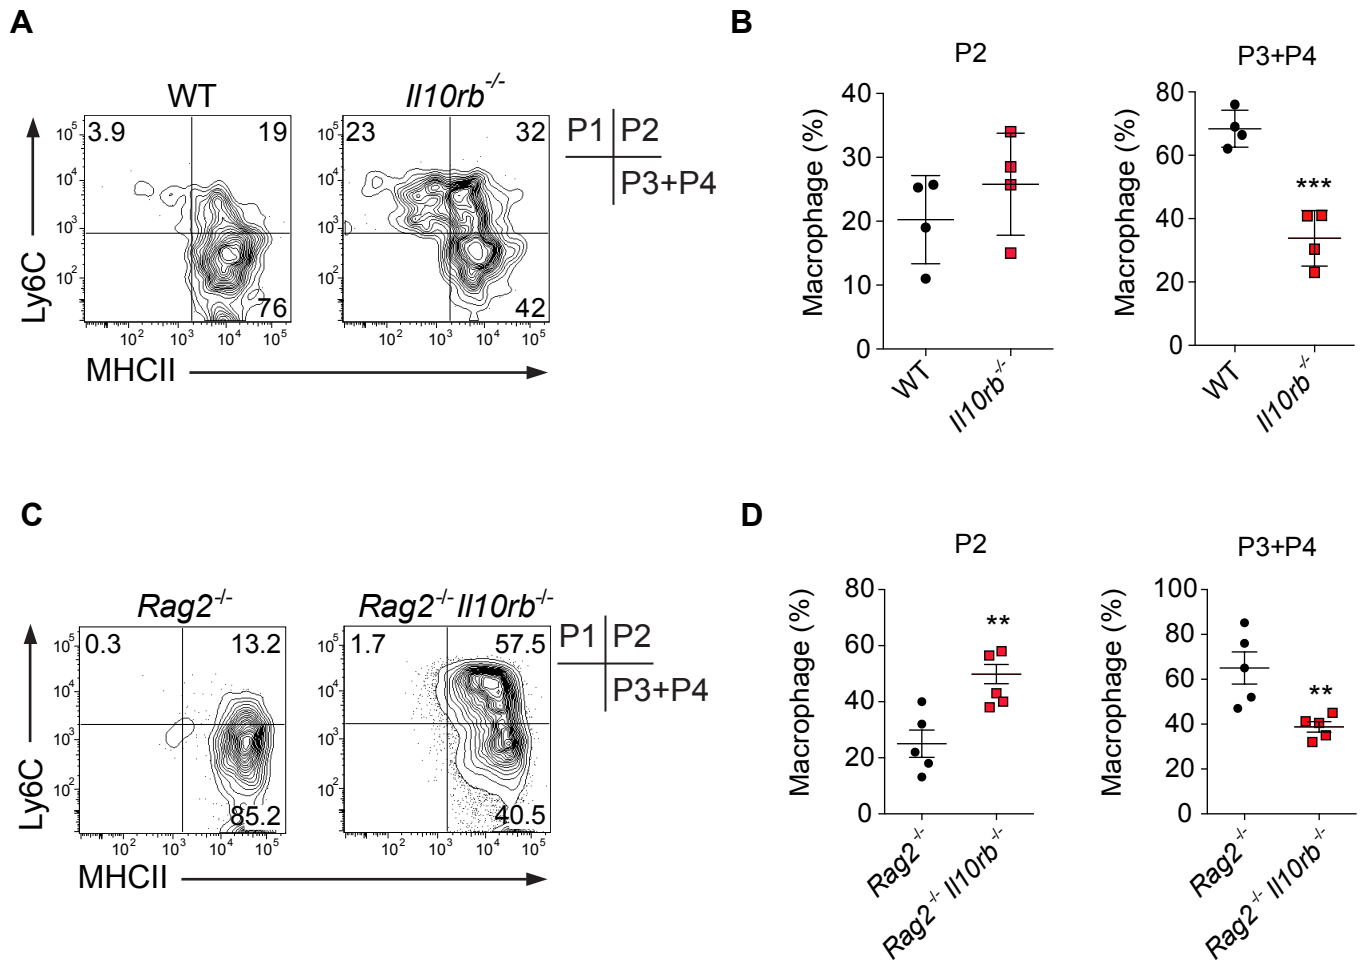 A
WT
Il10rb-/-
3.9 19
76
23 32
42
P1 P2
P3+P4
Ly6C
10^5
10^4
10^3
10^2
10^5
10^4
10^3
10^2
10^2 10^3 10^4 10^5
10^2 10^3 10^4 10^5
MHCII
B
P2
Macrophage (%)
40
30
20
10
0
WT
Il10rb-/-
P3+P4
Macrophage (%)
80
60
40
20
0
***
WT
Il10rb-/-
C
Rag2-/-
Rag2-/- Il10rb-/-
0.3 13.2
85.2
1.7 57.5
40.5
P1 P2
P3+P4
Ly6C
10^5
10^4
10^3
10^2
10^5
10^4
10^3
10^2
10^2 10^3 10^4 10^5
10^2 10^3 10^4 10^5
MHCII
D
P2
Macrophage (%)
80
60
40
20
0
**
Rag2-/-
Rag2-/- Il10rb-/-
P3+P4
Macrophage (%)
100
80
60
40
20
0
**
Rag2-/-
Rag2-/- Il10rb-/-